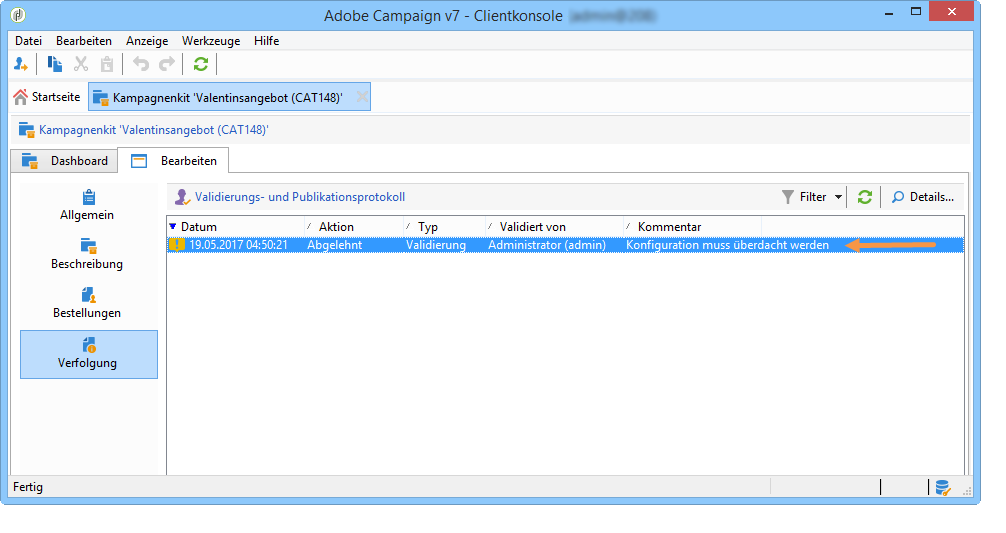 Adobe Campaign v7 - Clientkonsole
Datei Bearbeiten Anzeige Werkzeuge Hilfe
Startseite Kampagnenkit 'Valentinsangebot (CAT148)'
Kampagnenkit 'Valentinsangebot (CAT148)'
Dashboard Bearbeiten
Allgemein
Beschreibung
Bestellungen
Verfolgung
Validierungs- und Publikationsprotokoll Filter Details...
Datum Aktion Typ Validiert von Kommentar
19.05.2017 04:50:21 Abgelehnt Validierung Administrator (admin) Konfiguration muss überdacht werden
Fertig